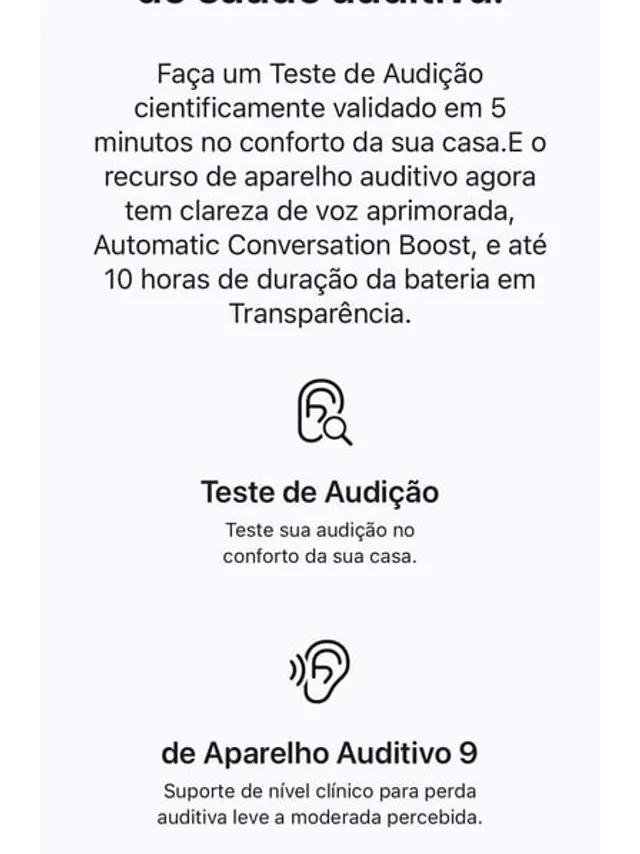 de saúde auditiva.
Faça um Teste de Audição
cientificamente validado em 5
minutos no conforto da sua casa.E o
recurso de aparelho auditivo agora
tem clareza de voz aprimorada,
Automatic Conversation Boost, e até
10 horas de duração da bateria em
Transparência.
Teste de Audição
Teste sua audição no
conforto da sua casa.
de Aparelho Auditivo 9
Suporte de nível clínico para perda
auditiva leve a moderada percebida.